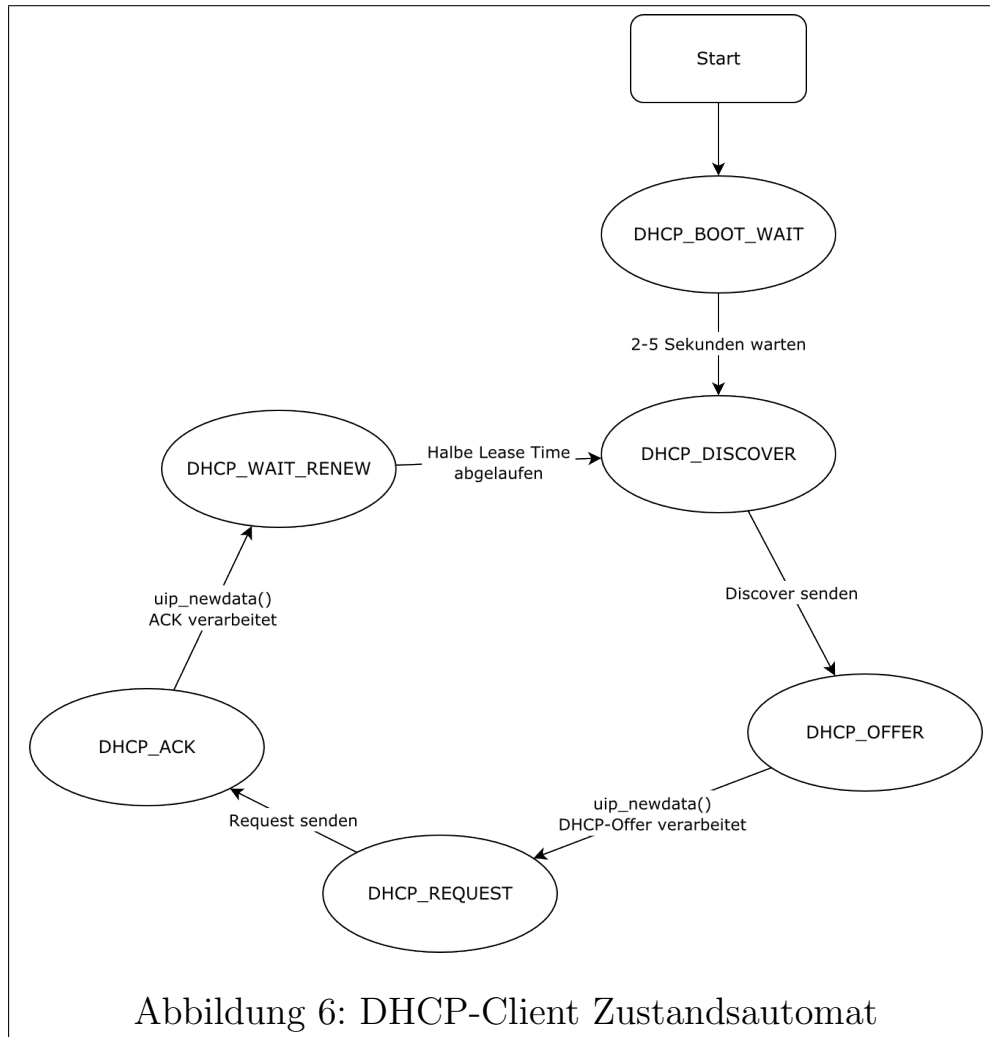 Start
DHCP_BOOT_WAIT
2-5 Sekunden warten
DHCP_DISCOVER
Halbe Lease Time
abgelaufen
DHCP_WAIT_RENEW
Discover senden
uip_newdata()
ACK verarbeitet
DHCP_OFFER
DHCP_ACK
uip_newdata()
DHCP-Offer verarbeitet
Request senden
DHCP_REQUEST
Abbildung 6: DHCP-Client Zustandsautomat